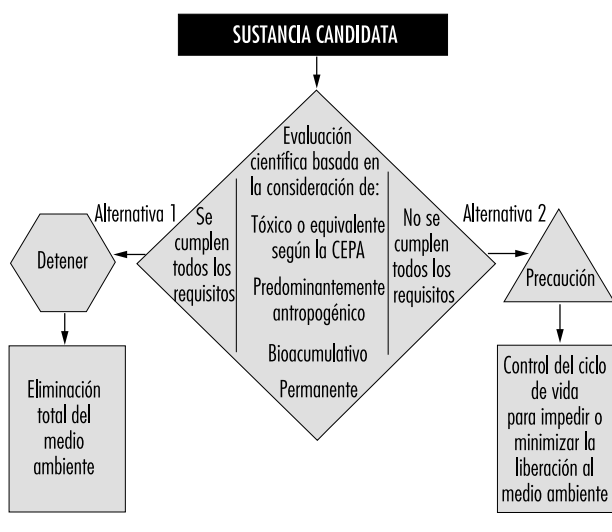 SUSTANCIA CANDIDATA
Evaluación
científica basada en
la consideración de:
Tóxico o equivalente
según la CEPA
Predominantemente
antropogénico
Bioacumulativo
Permanente
Alternativa 1
Se
cumplen
todos los
requisitos
Detener
Eliminación
total del
medio
ambiente
Alternativa 2
No se
cumplen
todos los
requisitos
Precaución
Control del ciclo
de vida
para impedir o
minimizar la
liberación al
medio ambiente